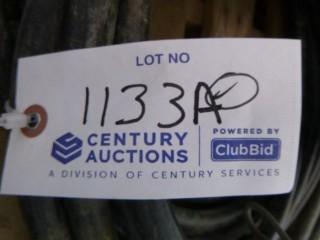 LOT NO
1133A
CENTURY AUCTIONS
POWERED BY
ClubBid
A DIVISION OF CENTURY SERVICES